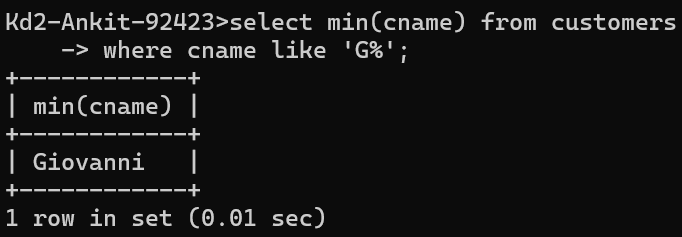 Kd2-Ankit-92423>select min(cname) from customers
    -> where cname like 'G%';
+------------+
| min(cname) |
+------------+
| Giovanni   |
+------------+
1 row in set (0.01 sec)